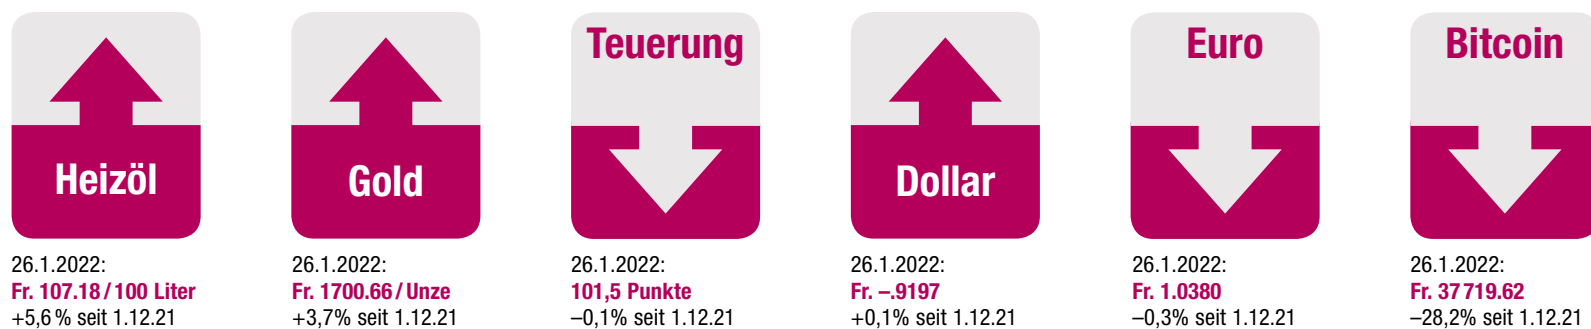 Heizöl
26.1.2022:
Fr. 107.18 / 100 Liter
+5,6 % seit 1.12.21
Gold
26.1.2022:
Fr. 1700.66 / Unze
+3,7% seit 1.12.21
Teuerung
26.1.2022:
101,5 Punkte
–0,1% seit 1.12.21
Dollar
26.1.2022:
Fr. –.9197
+0,1% seit 1.12.21
Euro
26.1.2022:
Fr. 1.0380
–0,3% seit 1.12.21
Bitcoin
26.1.2022:
Fr. 37 719.62
–28,2% seit 1.12.21